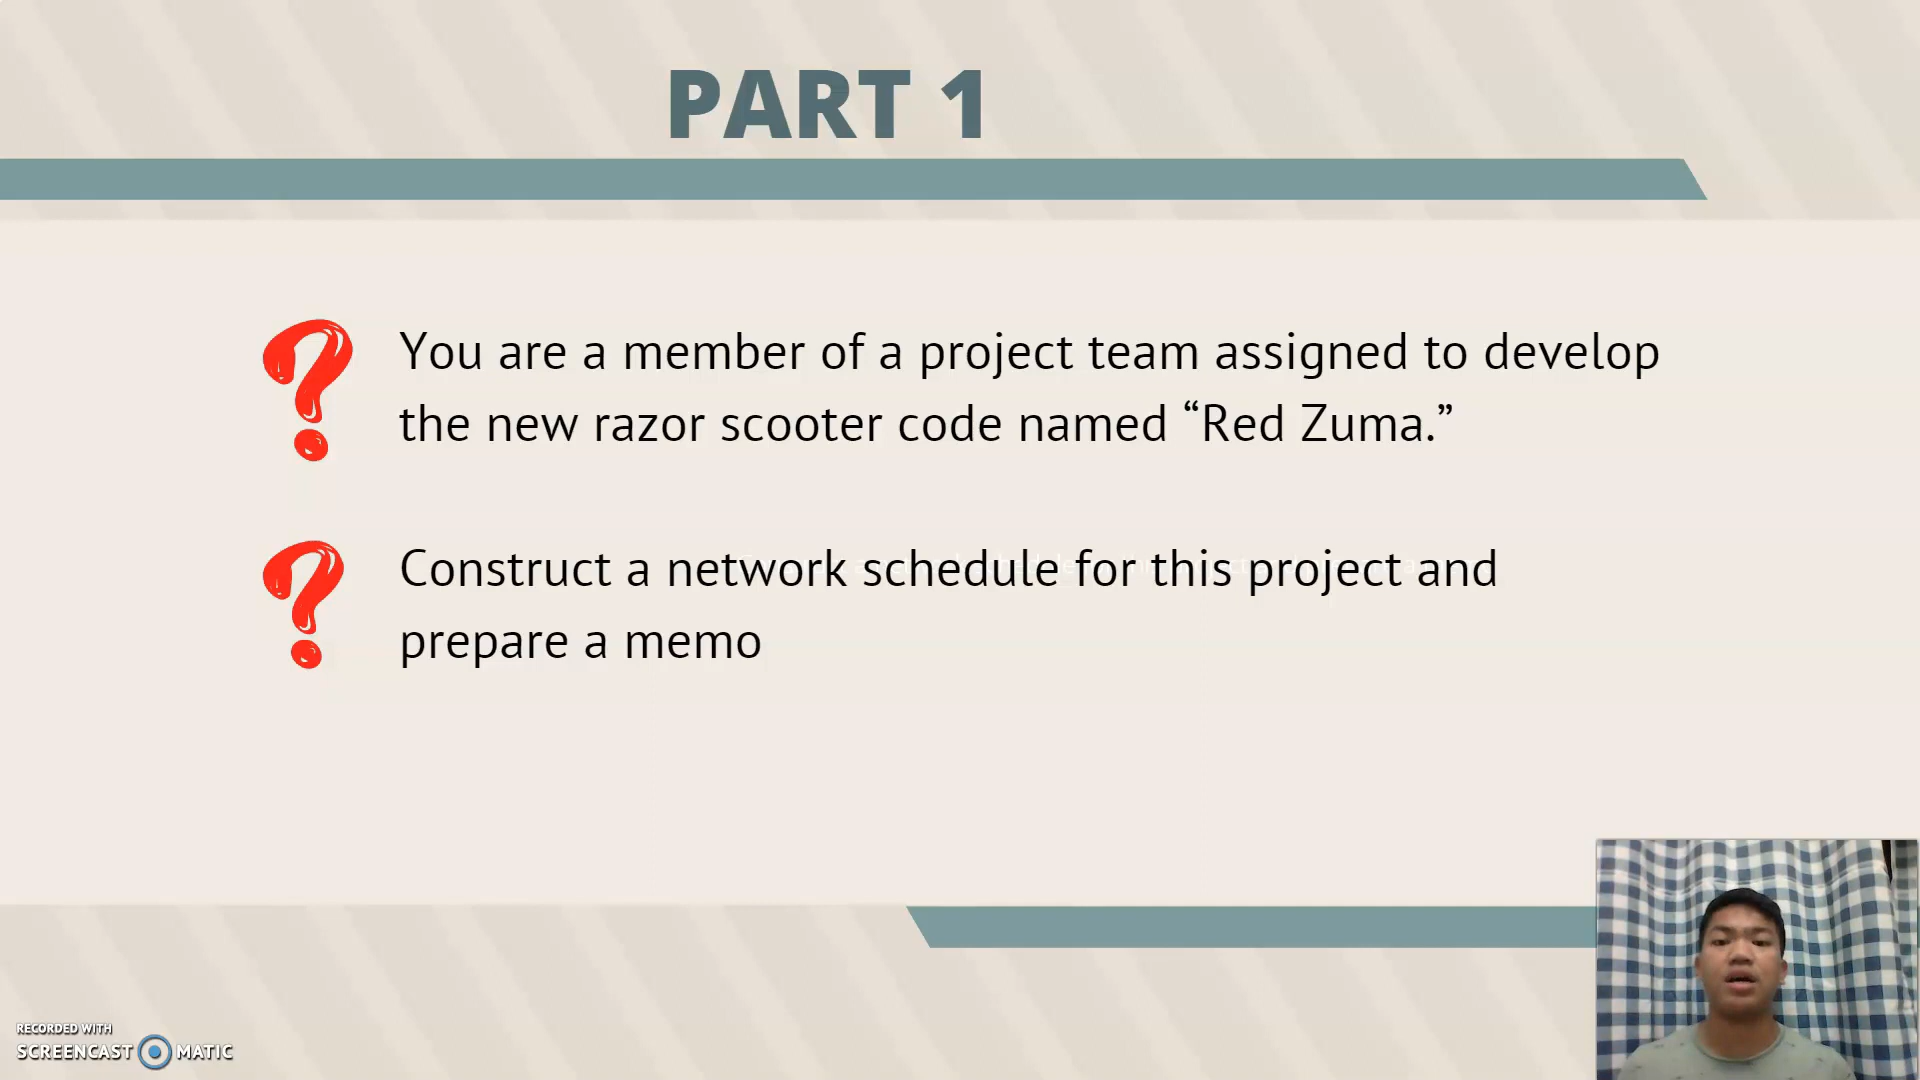 PART 1
You are a member of a project team assigned to develop
the new razor scooter code named “Red Zuma.”
Construct a network schedule for this project and
prepare a memo
RECORDED WITH
SCREENCAST MATIC